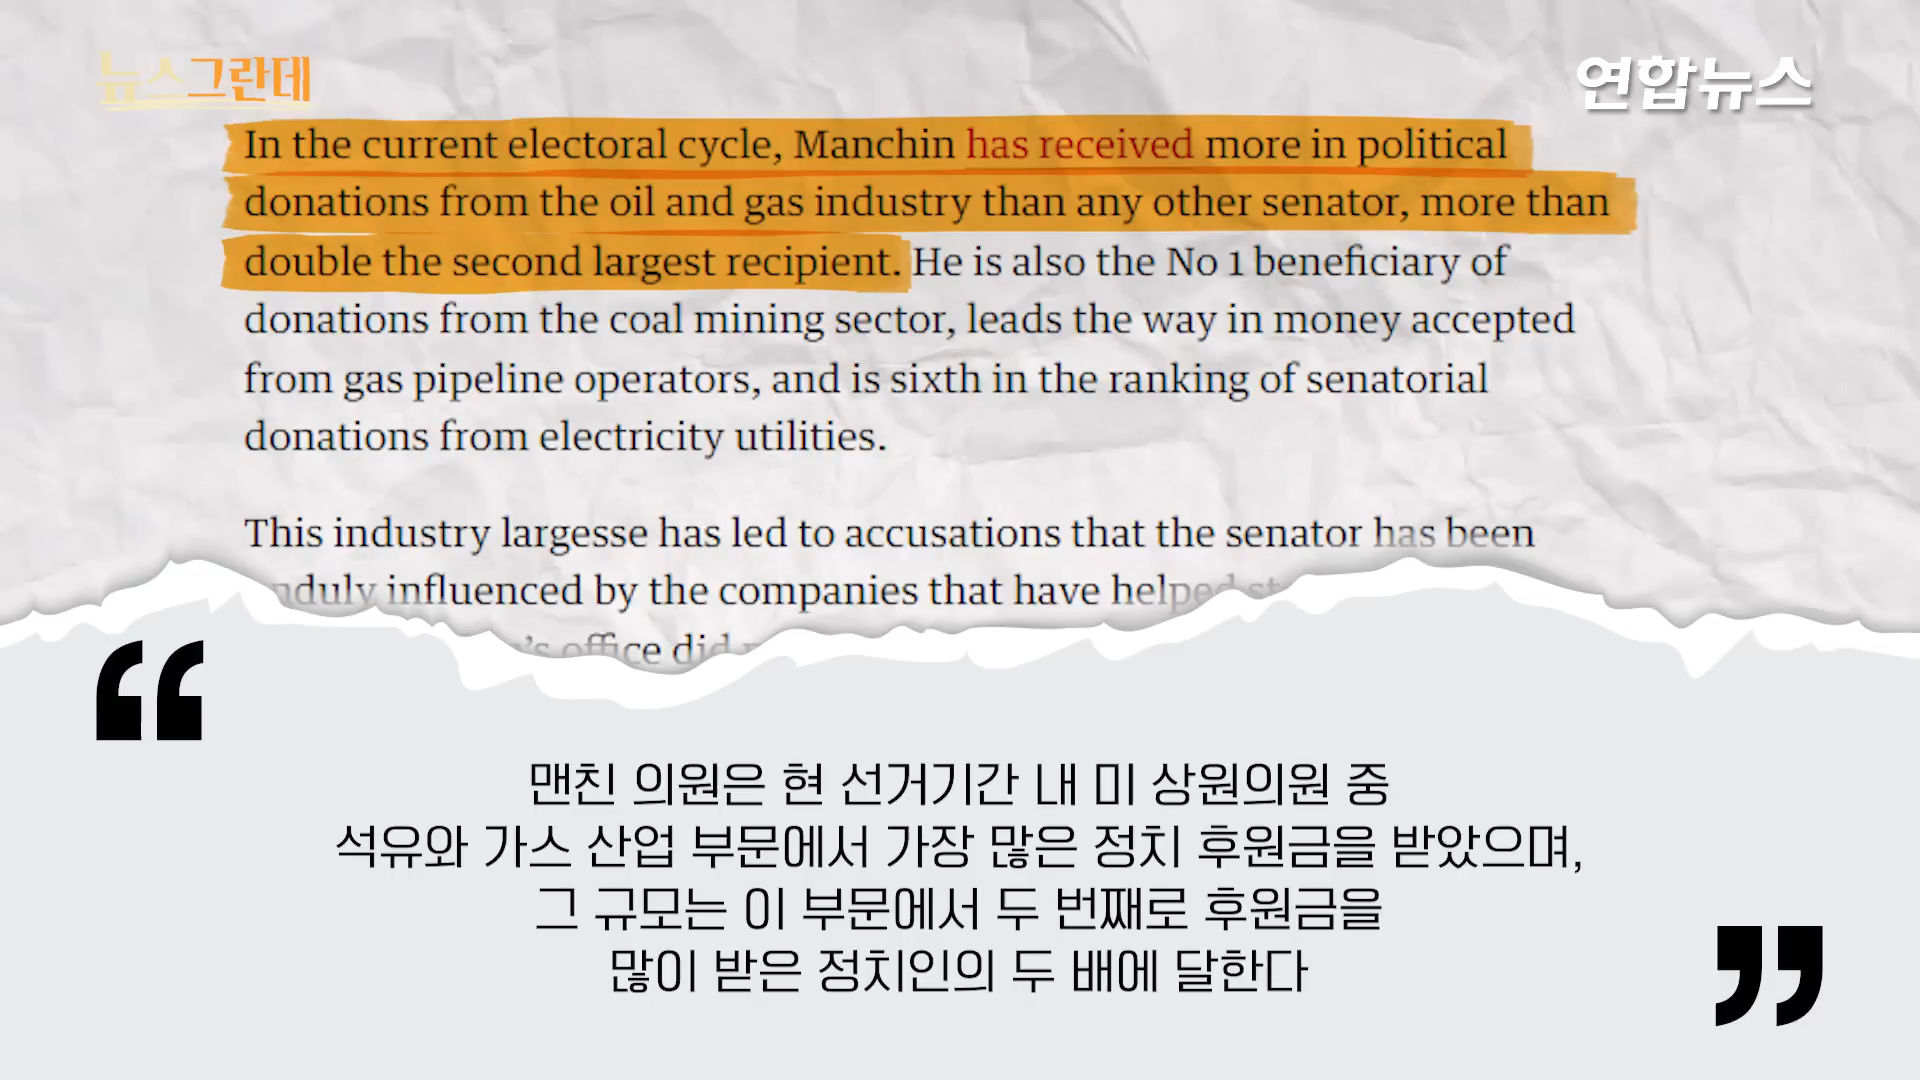 뉴스그란데
연합뉴스
In the current electoral cycle, Manchin has received more in political
donations from the oil and gas industry than any other senator, more than
double the second largest recipient. He is also the No 1 beneficiary of
donations from the coal mining sector, leads the way in money accepted
from gas pipeline operators, and is sixth in the ranking of senatorial
donations from electricity utilities.
This industry largesse has led to accusations that the senator has been
influenced by the companies that have helped
office did
“
맨친 의원은 현 선거기간 내 미 상원의원 중
석유와 가스 산업 부문에서 가장 많은 정치 후원금을 받았으며,
그 규모는 이 부문에서 두 번째로 후원금을
많이 받은 정치인의 두 배에 달한다
”